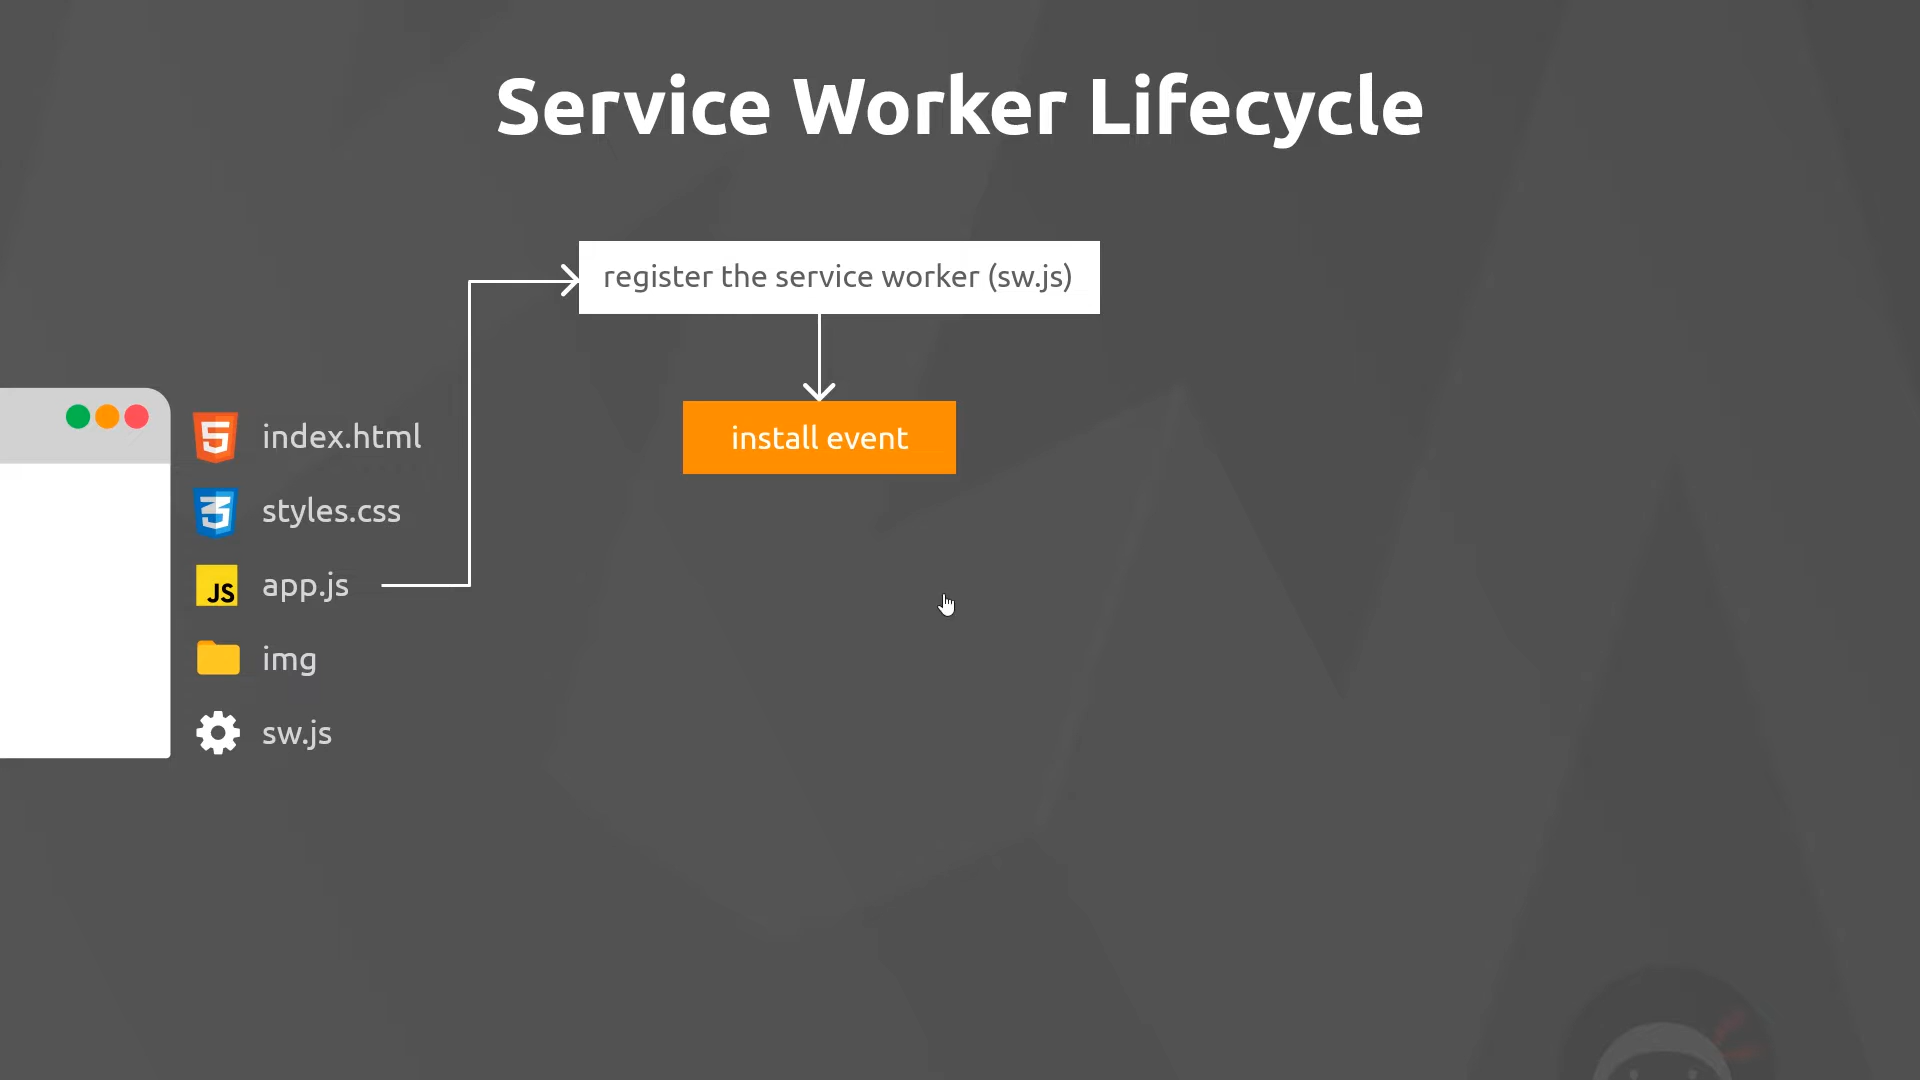 Service Worker Lifecycle
register the service worker (sw.js)
install event
index.html
styles.css
JS app.js
img
sw.js